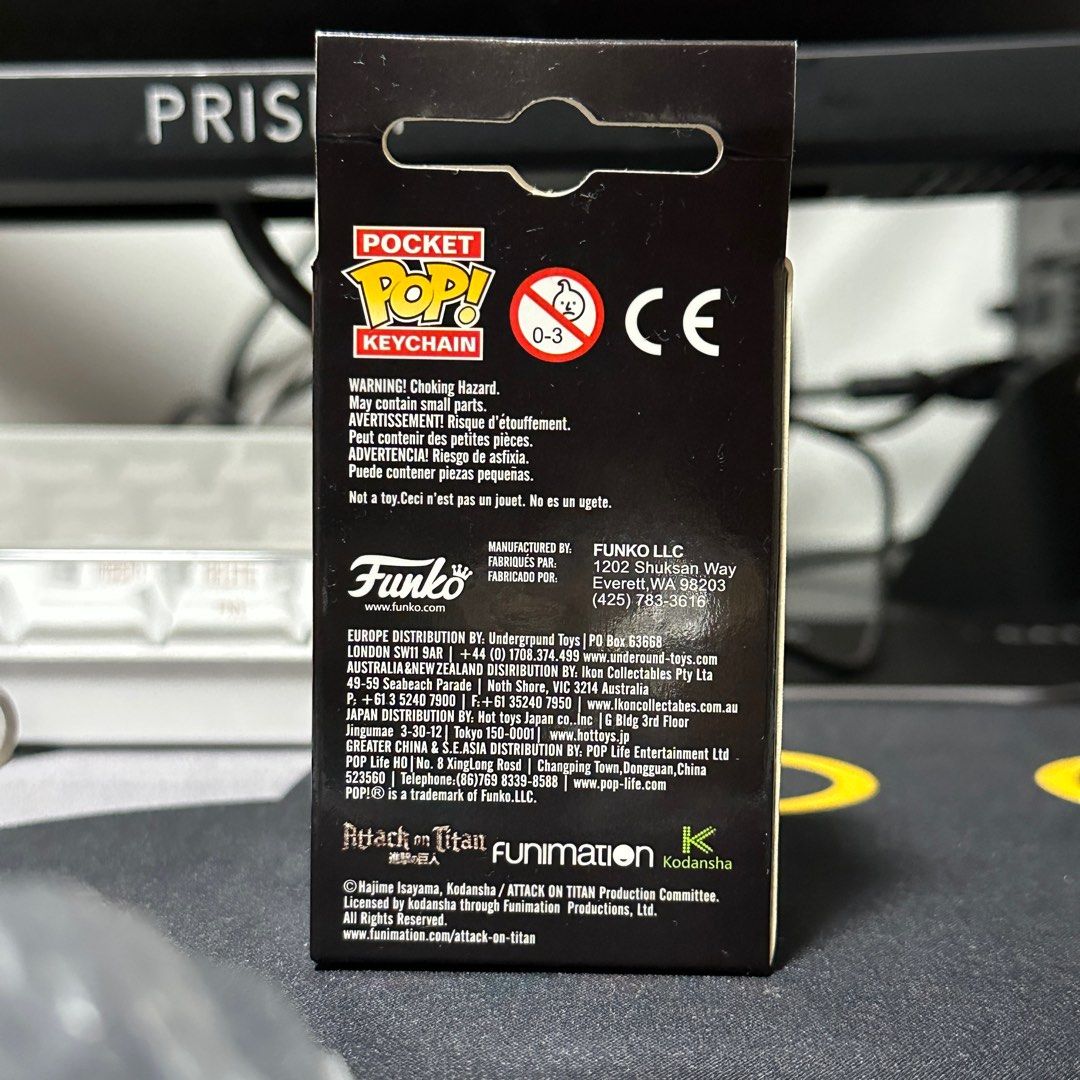 PRIS
POCKET
POP!
KEYCHAIN
0-3
CE
WARNING! Choking Hazard.
May contain small parts.
AVERTISSEMENT! Risque d'étouffement.
Peut contenir des petites pièces.
ADVERTENCIA! Riesgo de asfixia.
Puede contener piezas pequeñas.
Not a toy.Ceci n'est pas un jouet. No es un ugete.
Funko
www.funko.com
MANUFACTURED BY:
FABRIQUÉS PAR:
FABRICADO POR:
FUNKO LLC
1202 Shuksan Way
Everett,WA 98203
(425) 783-3616
EUROPE DISTRIBUTION BY: Undergrpund Toys | PO Box 63668
LONDON SW11 9AR | +44 (0) 1708.374.499 www.underound-toys.com
AUSTRALIA&NEW ZEALAND DISIRIBUTION BY: Ikon Collectables Pty Lta
49-59 Seabeach Parade | Noth Shore, VIC 3214 Australia
P: +61 3 5240 7900 | F:+61 35240 7950 | www.Ikoncollectabes.com.au
JAPAN DISTRIBUTION BY: Hot toys Japan co..Inc | G Bldg 3rd Floor
Jingumae 3-30-12 | Tokyo 150-0001 | www.hottoys.jp
GREATER CHINA & S.E.ASIA DISTRIBUTION BY: POP Life Entertainment Ltd
POP Life HO | No. 8 XingLong Rosd | Changping Town,Dongguan,China
523560 | Telephone:(86)769 8339-8588 | www.pop-life.com
POP!® is a trademark of Funko.LLC.
Attack on Titan
進撃の巨人
FUNIMATION
Kodansha
©Hajime Isayama, Kodansha / ATTACK ON TITAN Production Committee.
Licensed by kodansha through Funimation Productions, Ltd.
All Rights Reserved.
www.funimation.com/attack-on-titan